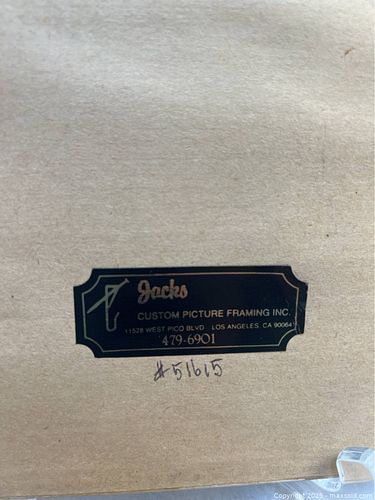 Jacks
CUSTOM PICTURE FRAMING INC.
11528 WEST PICO BLVD. LOS ANGELES, CA 90064
479-6901
#51615
Copyright 2025 - maxsold.com